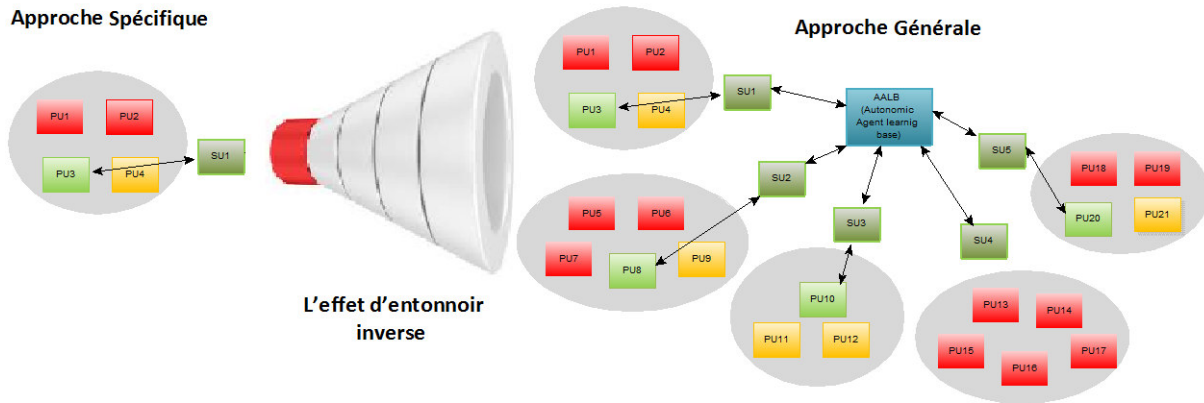 Approche Spécifique
PU1
PU2
PU3
PU4
SU1
L'effet d'entonnoir
inverse
Approche Générale
PU1
PU2
PU3
PU4
SU1
AALB
(Autonomic
Agent learnig
base)
SU2
SU3
SU4
SU5
PU5
PU6
PU7
PU8
PU9
PU10
PU11
PU12
PU13
PU14
PU15
PU16
PU17
PU18
PU19
PU20
PU21